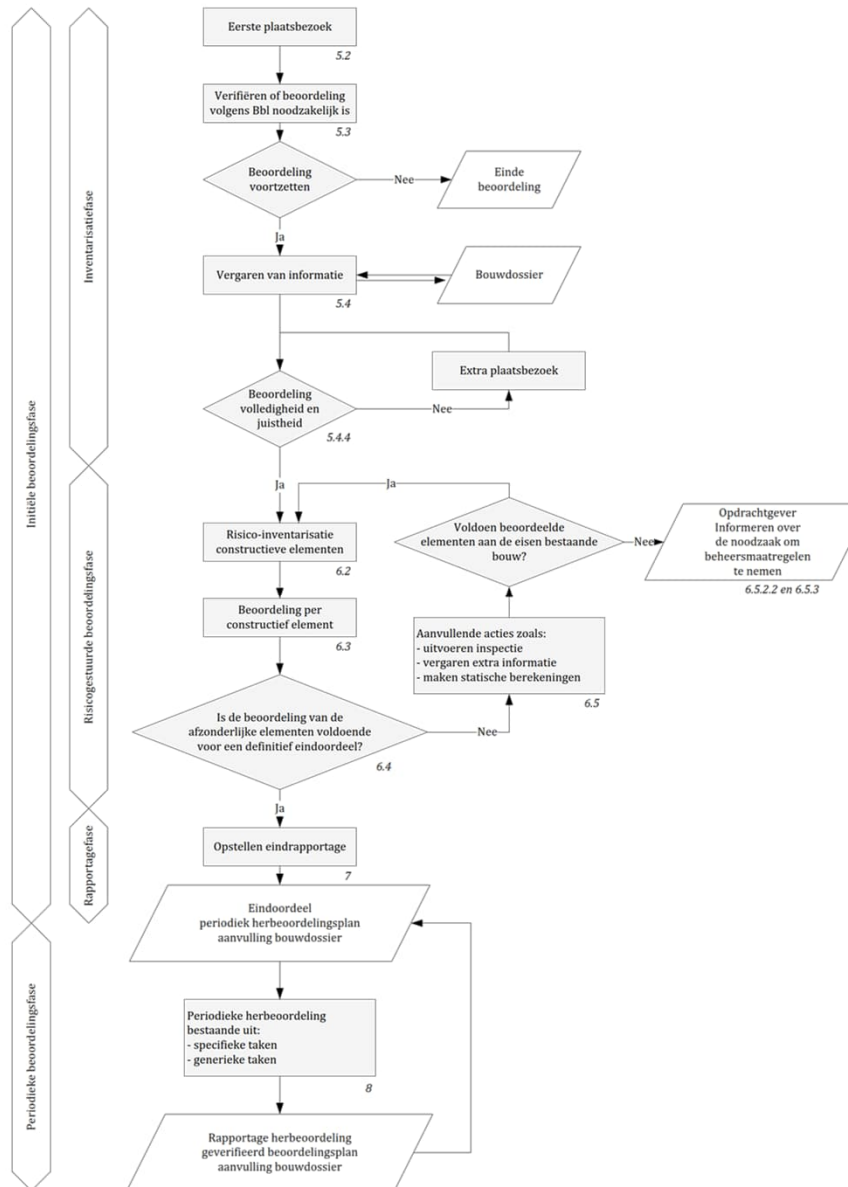 Eerste plaatsbezoek
5.2
Verifiëren of beoordeling
volgens Bbl noodzakelijk is
5.3
Beoordeling
voortzetten
Nee
Einde
beoordeling
Ja
Vergaren van informatie
5.4
Bouwdossier
Extra plaatsbezoek
Beoordeling
volledigheid en
juistheid
5.4.4
Nee
Ja
Ja
Risico-inventarisatie
constructieve elementen
6.2
Voldoen beoordeelde
elementen aan de eisen bestaande
bouw?
Nee
Opdrachtgever
Informeren over
de noodzaak om
beheersmaatregelen
te nemen
6.5.2.2 en 6.5.3
Beoordeling per
constructief element
6.3
Aanvullende acties zoals:
- uitvoeren inspectie
- vergaren extra informatie
- maken statische berekeningen
6.5
Is de beoordeling van de
afzonderlijke elementen voldoende
voor een definitief eindoordeel?
6.4
Nee
Ja
Opstellen eindrapportage
7
Eindoordeel
periodiek herbeoordelingsplan
aanvulling bouwdossier
Periodieke herbeoordeling
bestaande uit:
- specifieke taken
- generieke taken
8
Rapportage herbeoordeling
geverifieerd beoordelingsplan
aanvulling bouwdossier
Initiële beoordelingsfase
Periodieke beoordelingsfase
Inventarisatiefase
Risicogestuurde beoordelingsfase
Rapportagefase